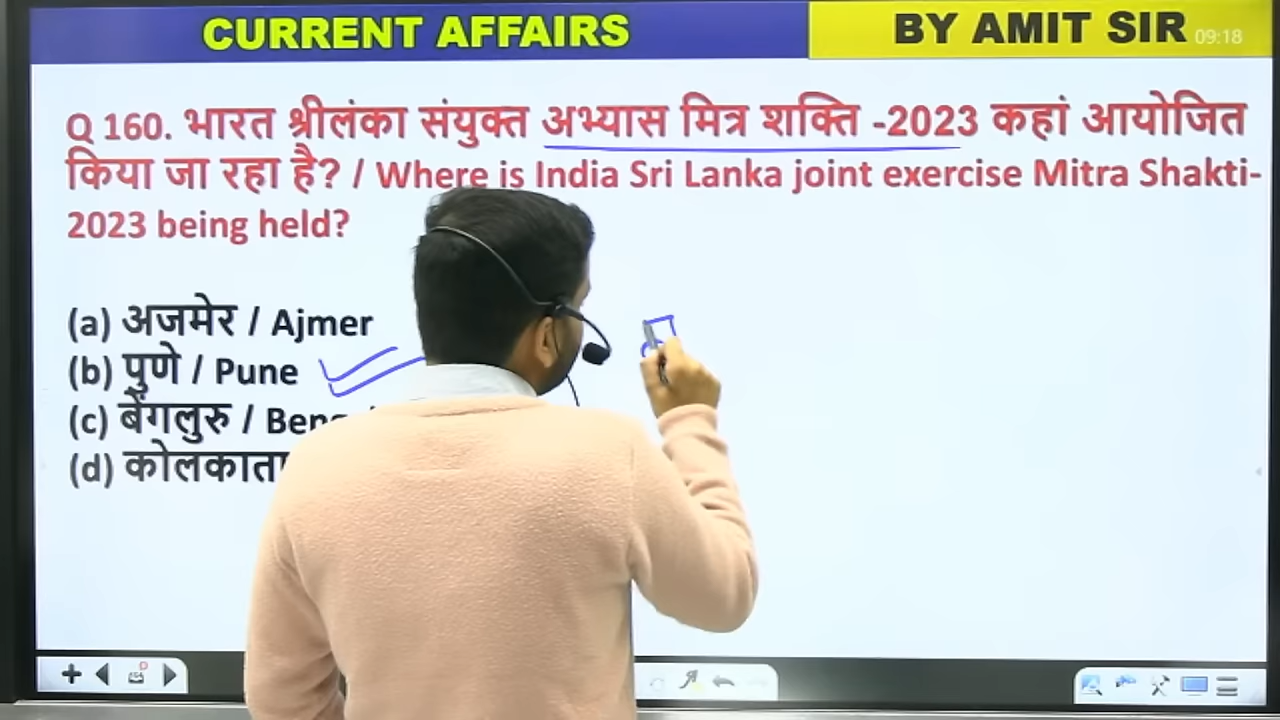 CURRENT AFFAIRS
BY AMIT SIR
09:18
Q 160. भारत श्रीलंका संयुक्त अभ्यास मित्र शक्ति -2023 कहां आयोजित
किया जा रहा है? / Where is India Sri Lanka joint exercise Mitra Shakti-
2023 being held?
(a) अजमेर / Ajmer
(b) पुणे / Pune
(c) बेंगलुरु /
(d) कोलकाता